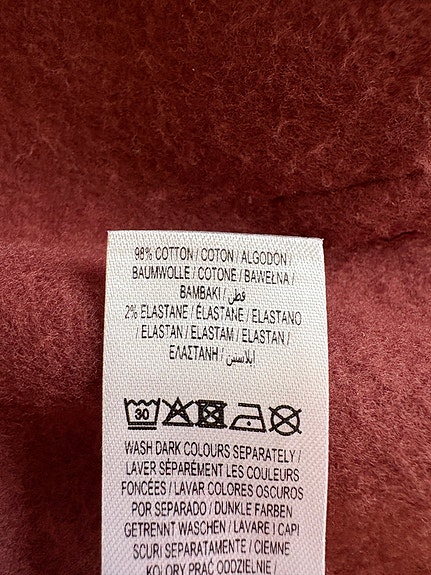 98% COTTON / COTON / ALGODON /
BAUMWOLLE / COTONE / BAWEŁNA /
BAMBAKI / قطن
2% ELASTANE / ÉLASTANE / ELASTANO
/ ELASTAN / ELASTAM / ELASTAN /
ΕΛΑΣΤΑΝΗ / ايلاستين
30
WASH DARK COLOURS SEPARATELY /
LAVER SÉPARÉMENT LES COULEURS
FONCÉES / LAVAR COLORES OSCUROS
POR SEPARADO / DUNKLE FARBEN
GETRENNT WASCHEN / LAVARE I CAPI
SCURI SEPARATAMENTE / CIEMNE
KOLORY PRAĆ ODDZIELNIE /